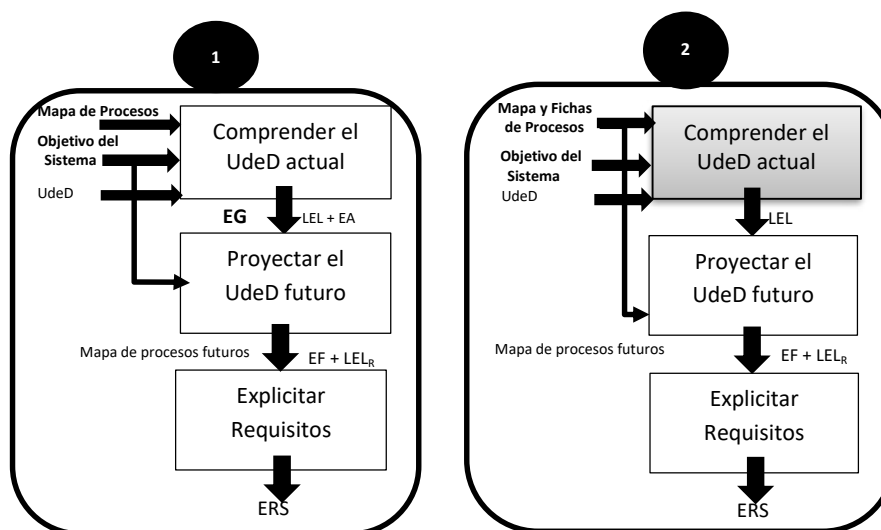 1
Mapa de Procesos
Objetivo del
Sistema
UdeD
Comprender el
UdeD actual
EG
LEL + EA
Proyectar el
UdeD futuro
Mapa de procesos futuros
EF + LELR
Explicitar
Requisitos
ERS
2
Mapa y Fichas
de Procesos
Objetivo del
Sistema
UdeD
Comprender el
UdeD actual
LEL
Proyectar el
UdeD futuro
Mapa de procesos futuros
EF + LELR
Explicitar
Requisitos
ERS